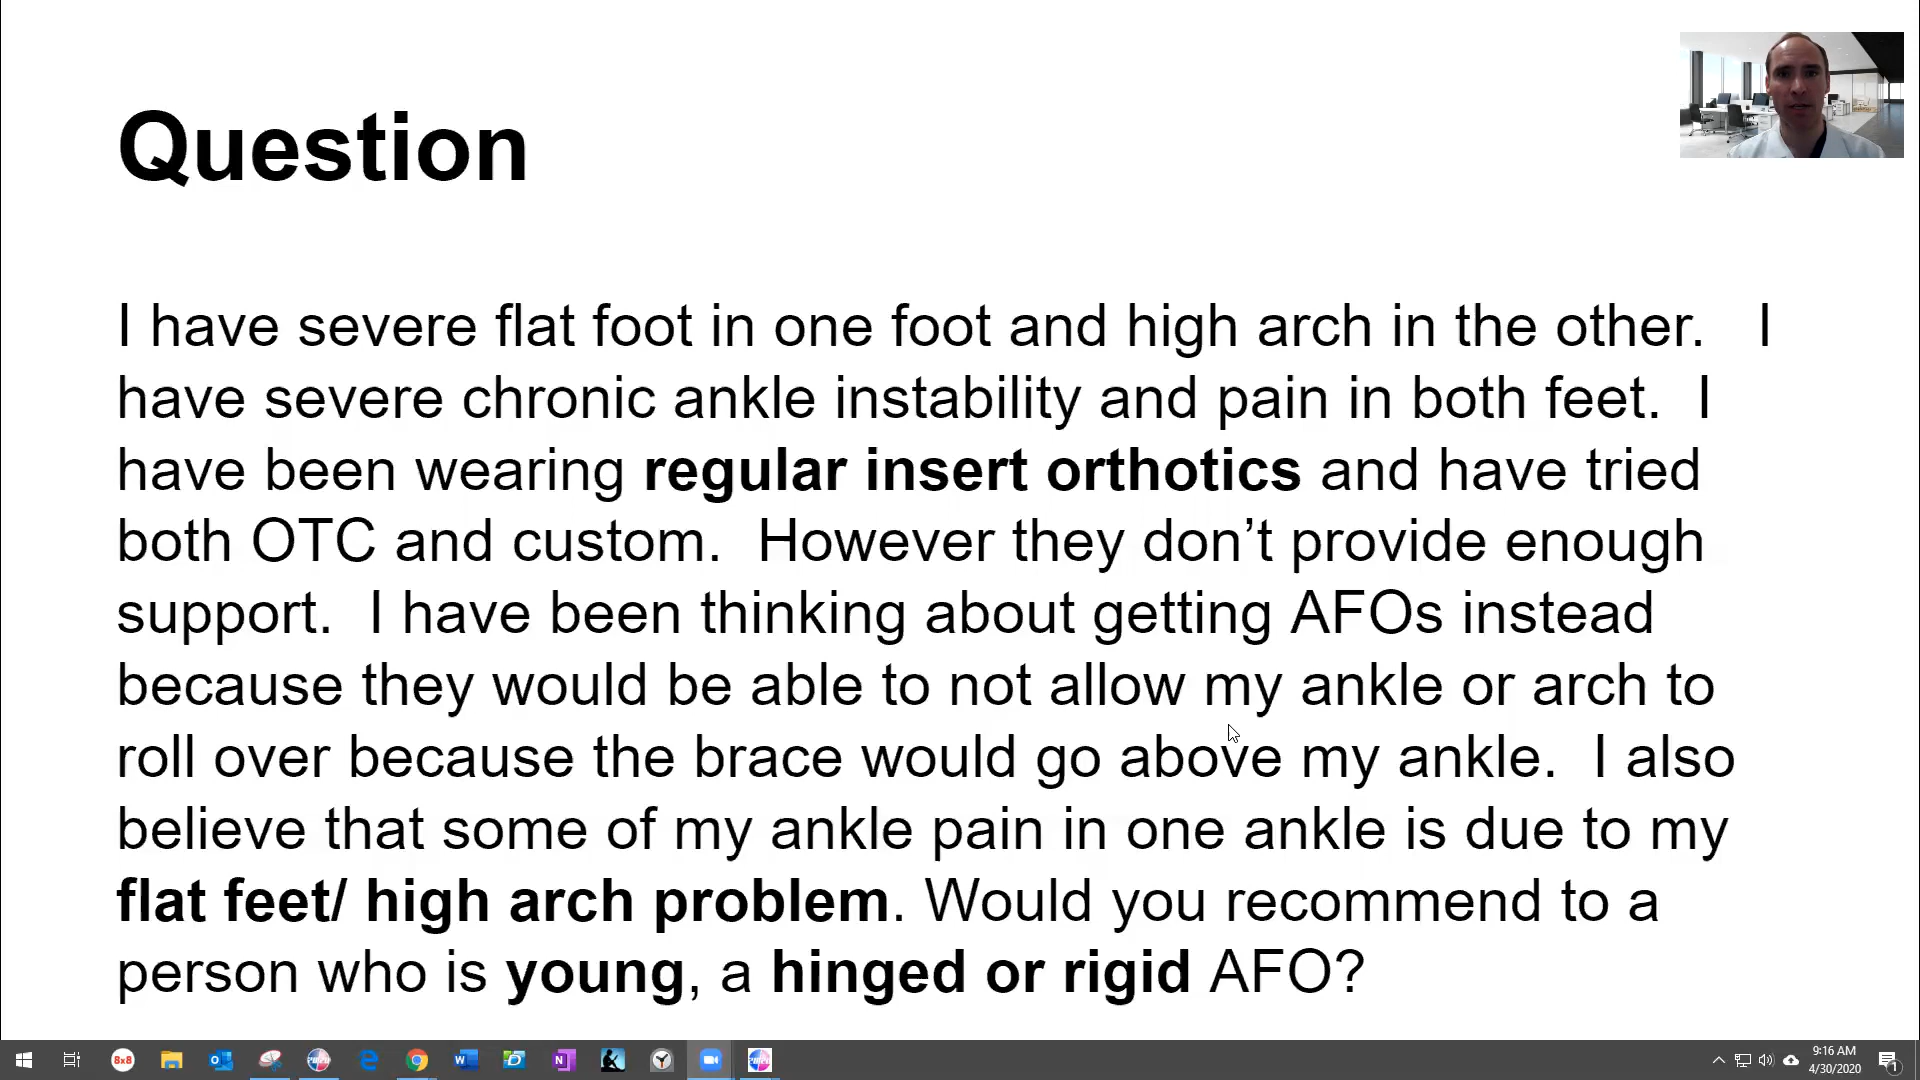 Question
I have severe flat foot in one foot and high arch in the other. I
have severe chronic ankle instability and pain in both feet. I
have been wearing regular insert orthotics and have tried
both OTC and custom. However they don’t provide enough
support. I have been thinking about getting AFOs instead
because they would be able to not allow my ankle or arch to
roll over because the brace would go above my ankle. I also
believe that some of my ankle pain in one ankle is due to my
flat feet/ high arch problem. Would you recommend to a
person who is young, a hinged or rigid AFO?
8x8
9:16 AM
4/30/2020
1